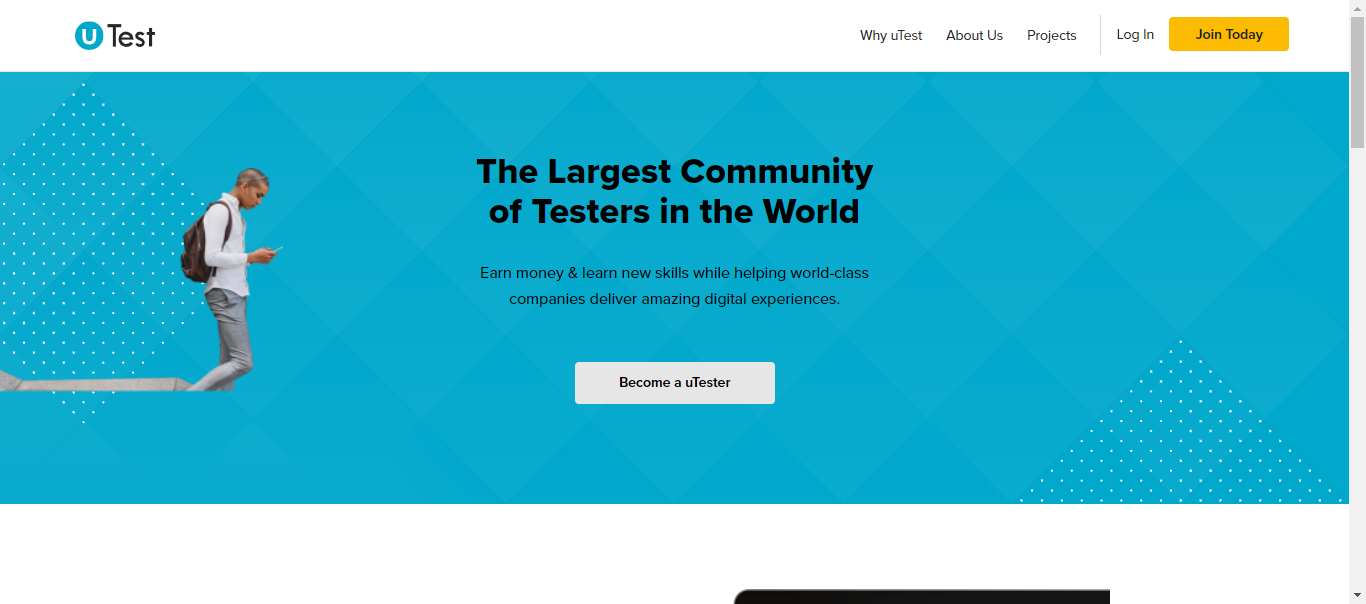 uTest
Why uTest
About Us
Projects
Log In
Join Today
The Largest Community
of Testers in the World
Earn money & learn new skills while helping world-class
companies deliver amazing digital experiences.
Become a uTester